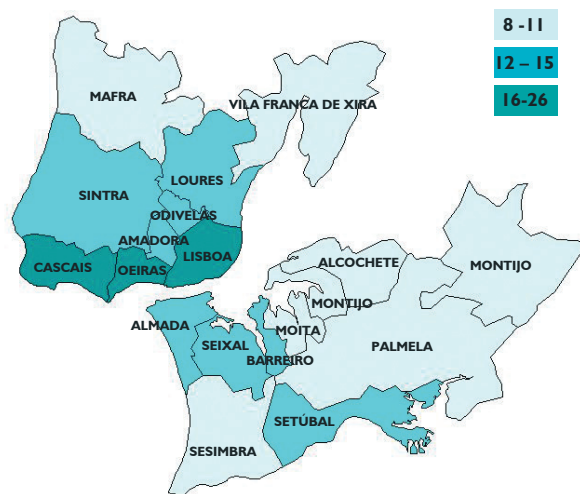 8 -11
12 – 15
16-26
MAFRA
VILA FRANCA DE XIRA
LOURES
SINTRA
ODIVELAS
AMADORA
LISBOA
CASCAIS
OEIRAS
ALCOCHETE
MONTIJO
MONTIJO
ALMADA
MOITA
SEIXAL
PALMELA
BARREIRO
SETÚBAL
SESIMBRA